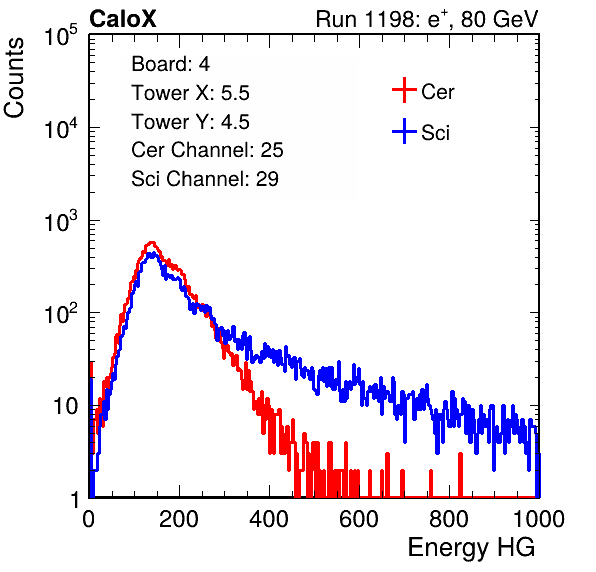 CaloX Run 1198: e⁺, 80 GeV
Counts
10⁵
10⁴
10³
10²
10
1
Board: 4
Tower X: 5.5
Tower Y: 4.5
Cer Channel: 25
Sci Channel: 29
Cer
Sci
0 200 400 600 800 1000
Energy HG